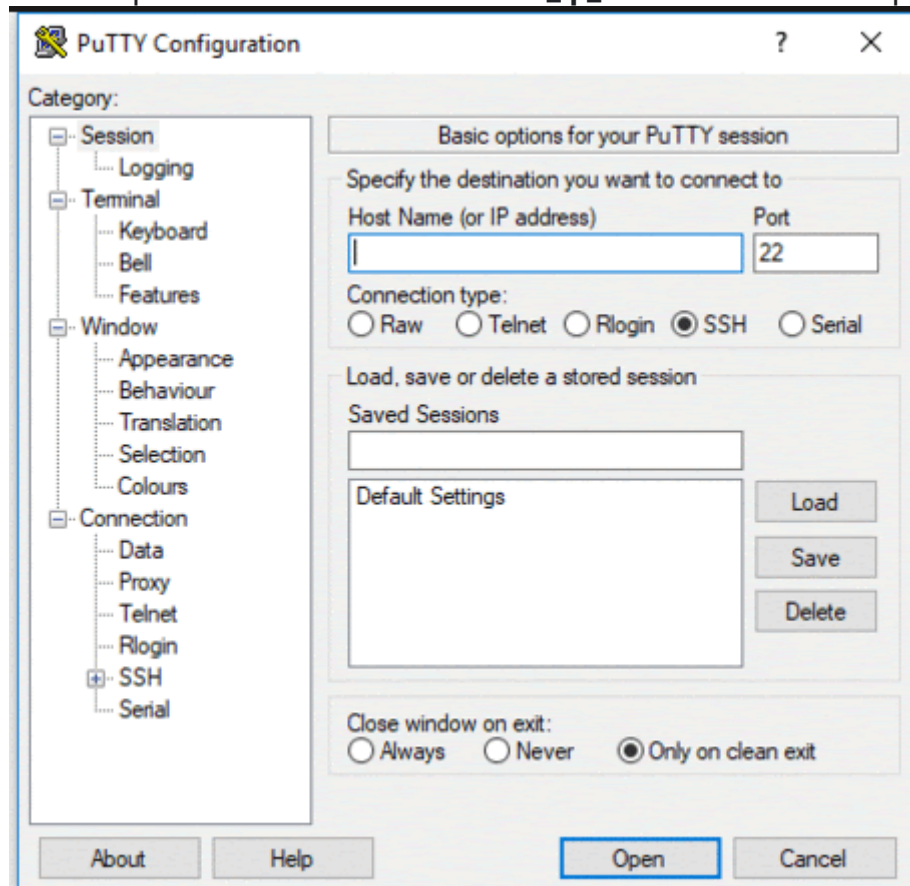 PuTTY Configuration
Category:
Session
Logging
Terminal
Keyboard
Bell
Features
Window
Appearance
Behaviour
Translation
Selection
Colours
Connection
Data
Proxy
Telnet
Rlogin
SSH
Serial
Basic options for your PuTTY session
Specify the destination you want to connect to
Host Name (or IP address) Port
22
Connection type:
Raw Telnet Rlogin SSH Serial
Load, save or delete a stored session
Saved Sessions
Default Settings
Load
Save
Delete
Close window on exit:
Always Never Only on clean exit
About Help Open Cancel